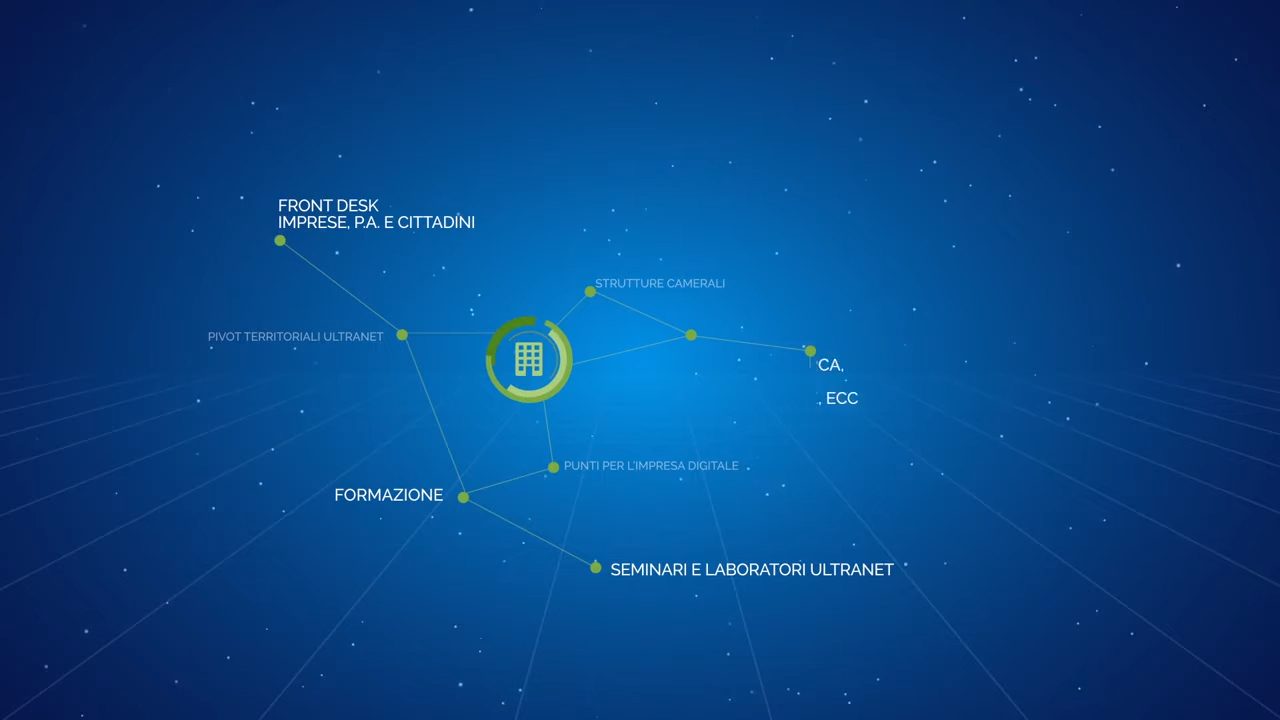 FRONT DESK
IMPRESE, P.A. E CITTADINI
STRUTTURE CAMERALI
PIVOT TERRITORIALI ULTRANET
CA,
, ECC
PUNTI PER L'IMPRESA DIGITALE
FORMAZIONE
SEMINARI E LABORATORI ULTRANET